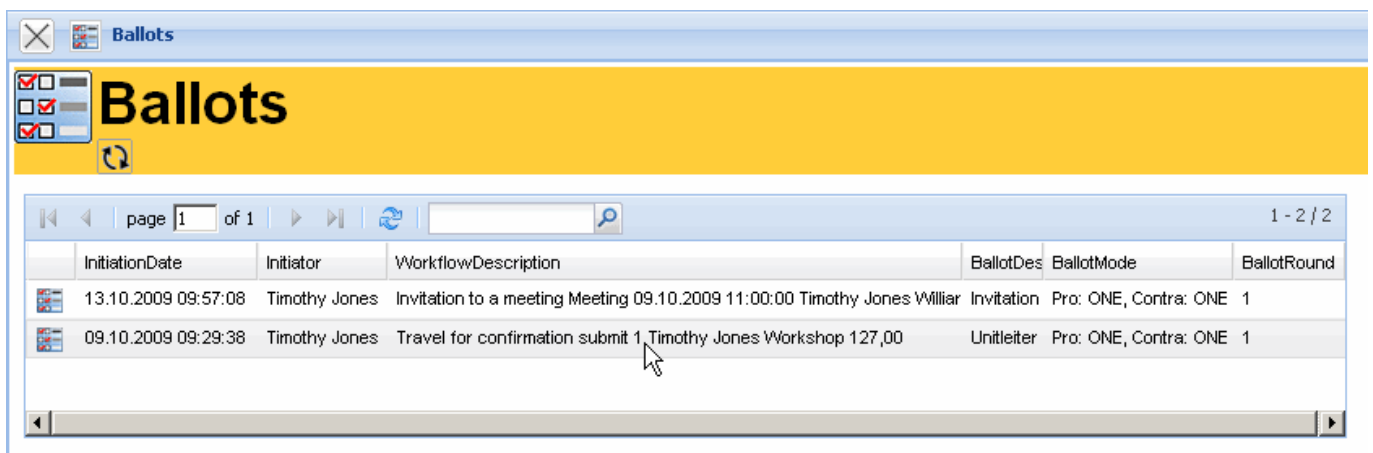 Ballots
Ballots
page 1 of 1 1 - 2 / 2
InitiationDate Initiator WorkflowDescription BallotDes BallotMode BallotRound
13.10.2009 09:57:08 Timothy Jones Invitation to a meeting Meeting 09.10.2009 11:00:00 Timothy Jones Williar Invitation Pro: ONE, Contra: ONE 1
09.10.2009 09:29:38 Timothy Jones Travel for confirmation submit 1 Timothy Jones Workshop 127,00 Unitleiter Pro: ONE, Contra: ONE 1